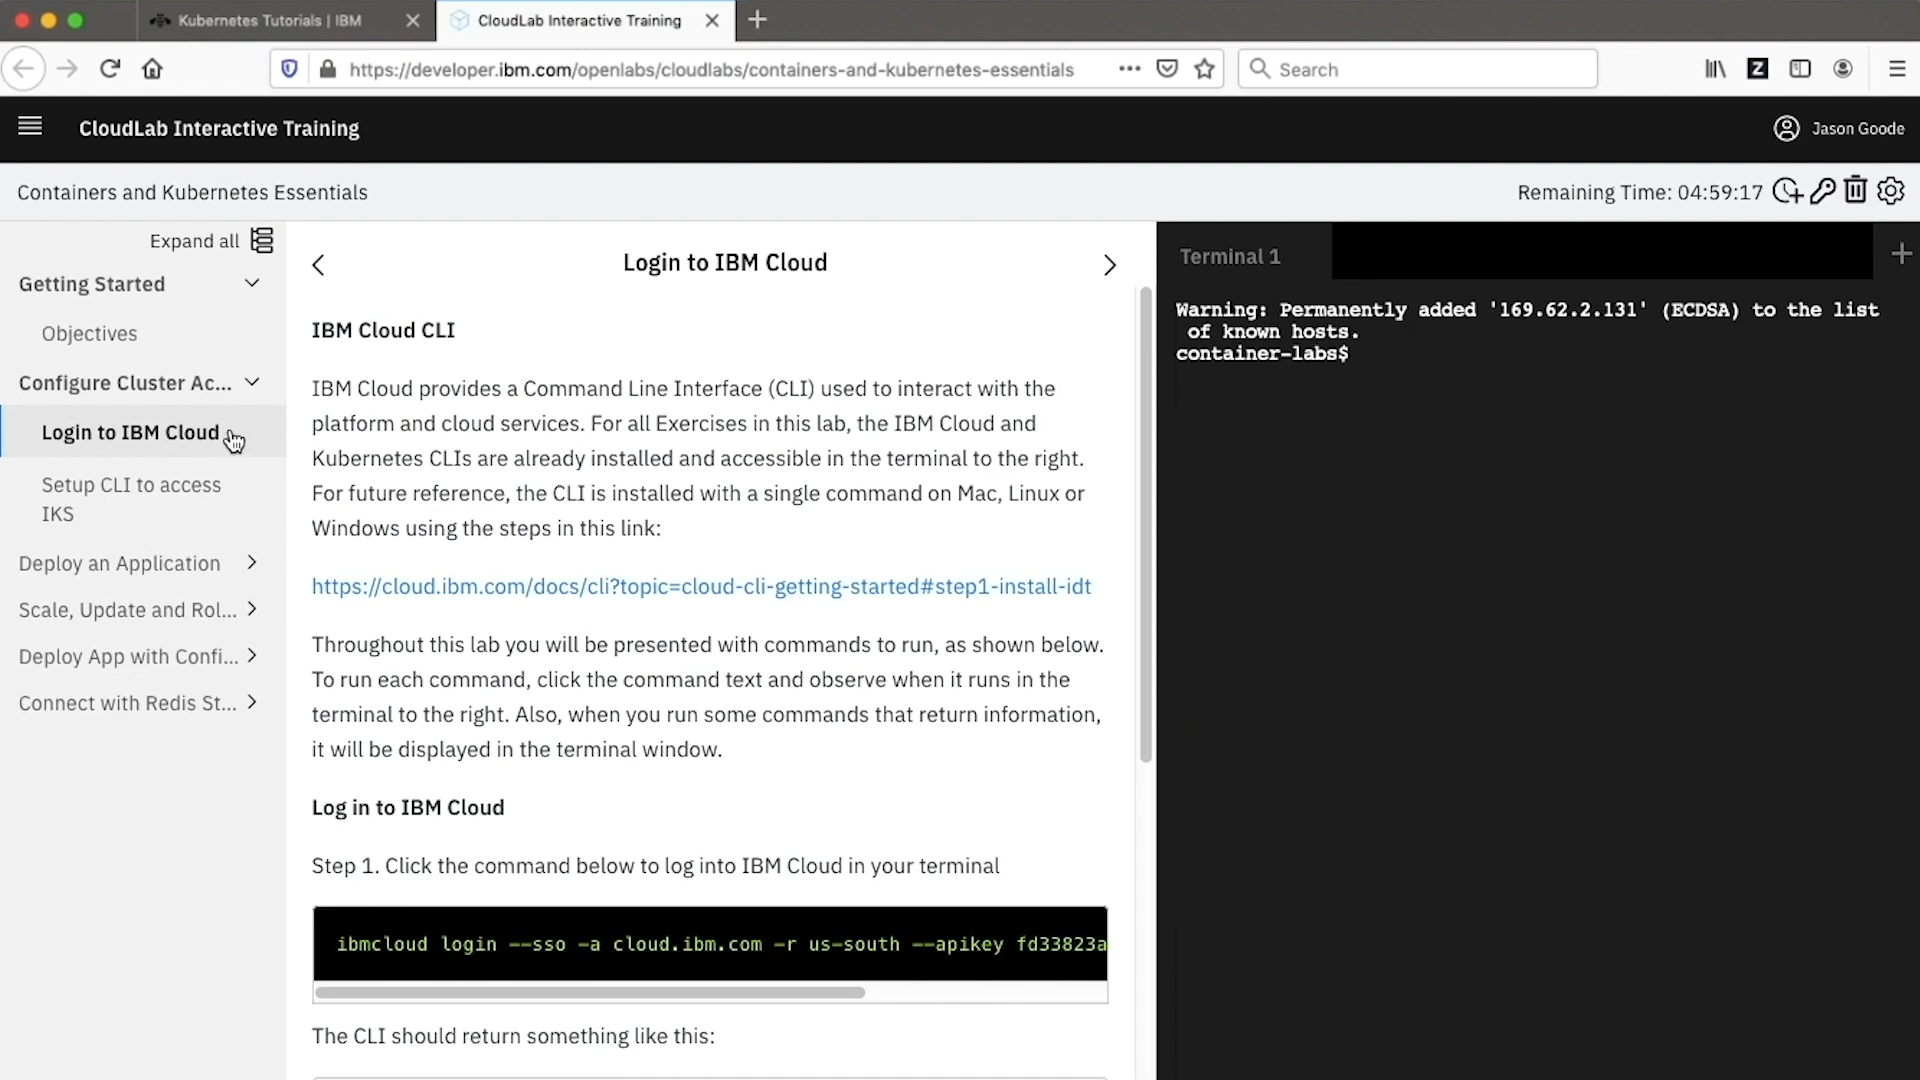 Kubernetes Tutorials | IBM
CloudLab Interactive Training
https://developer.ibm.com/openlabs/cloudlabs/containers-and-kubernetes-essentials
Search
CloudLab Interactive Training
Jason Goode
Containers and Kubernetes Essentials
Remaining Time: 04:59:17
Expand all
Getting Started
Objectives
Configure Cluster Ac...
Login to IBM Cloud
Setup CLI to access
IKS
Deploy an Application
Scale, Update and Rol...
Deploy App with Confi...
Connect with Redis St...
Login to IBM Cloud
IBM Cloud CLI
IBM Cloud provides a Command Line Interface (CLI) used to interact with the
platform and cloud services. For all Exercises in this lab, the IBM Cloud and
Kubernetes CLIs are already installed and accessible in the terminal to the right.
For future reference, the CLI is installed with a single command on Mac, Linux or
Windows using the steps in this link:
https://cloud.ibm.com/docs/cli?topic=cloud-cli-getting-started#step1-install-idt
Throughout this lab you will be presented with commands to run, as shown below.
To run each command, click the command text and observe when it runs in the
terminal to the right. Also, when you run some commands that return information,
it will be displayed in the terminal window.
Log in to IBM Cloud
Step 1. Click the command below to log into IBM Cloud in your terminal
ibmcloud login --sso -a cloud.ibm.com -r us-south --apikey fd33823a
The CLI should return something like this:
Terminal 1
Warning: Permanently added '169.62.2.131' (ECDSA) to the list
of known hosts.
container-labs$